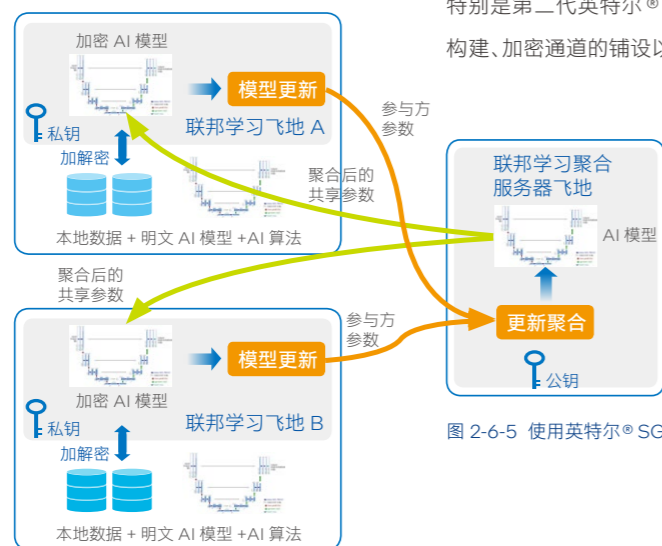 特别是第二代英特尔®
构建、加密通道的铺设以
加密 AI 模型
模型更新
私钥
联邦学习飞地 A
加解密
本地数据 + 明文 AI 模型 +AI 算法
参与方
参数
聚合后的
共享参数
联邦学习聚合
服务器飞地
AI 模型
更新聚合
公钥
聚合后的
共享参数
参与方
参数
模型更新
加密 AI 模型
私钥
联邦学习飞地 B
加解密
本地数据 + 明文 AI 模型 +AI 算法
图 2-6-5 使用英特尔® SG